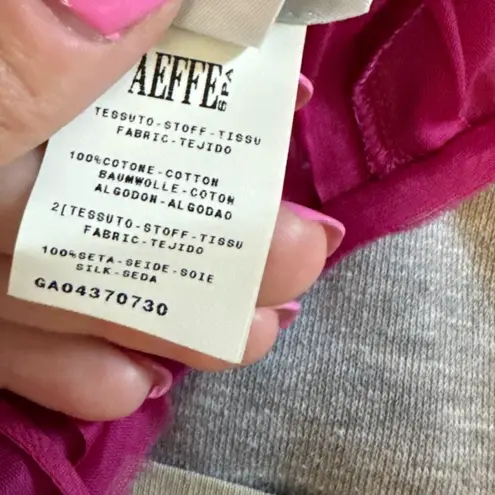 AEFFE SPA
TESSUTO-STOFF-TISSU
FABRIC-TEJIDO
100%COTONE-COTTON
BAUMWOLLE-COTON
ALGODON-ALGODAO
2[TESSUTO-STOFF-TISSU
FABRIC-TEJIDO
100%SETA-SEIDE-SOIE
SILK-SEDA
GA04370730